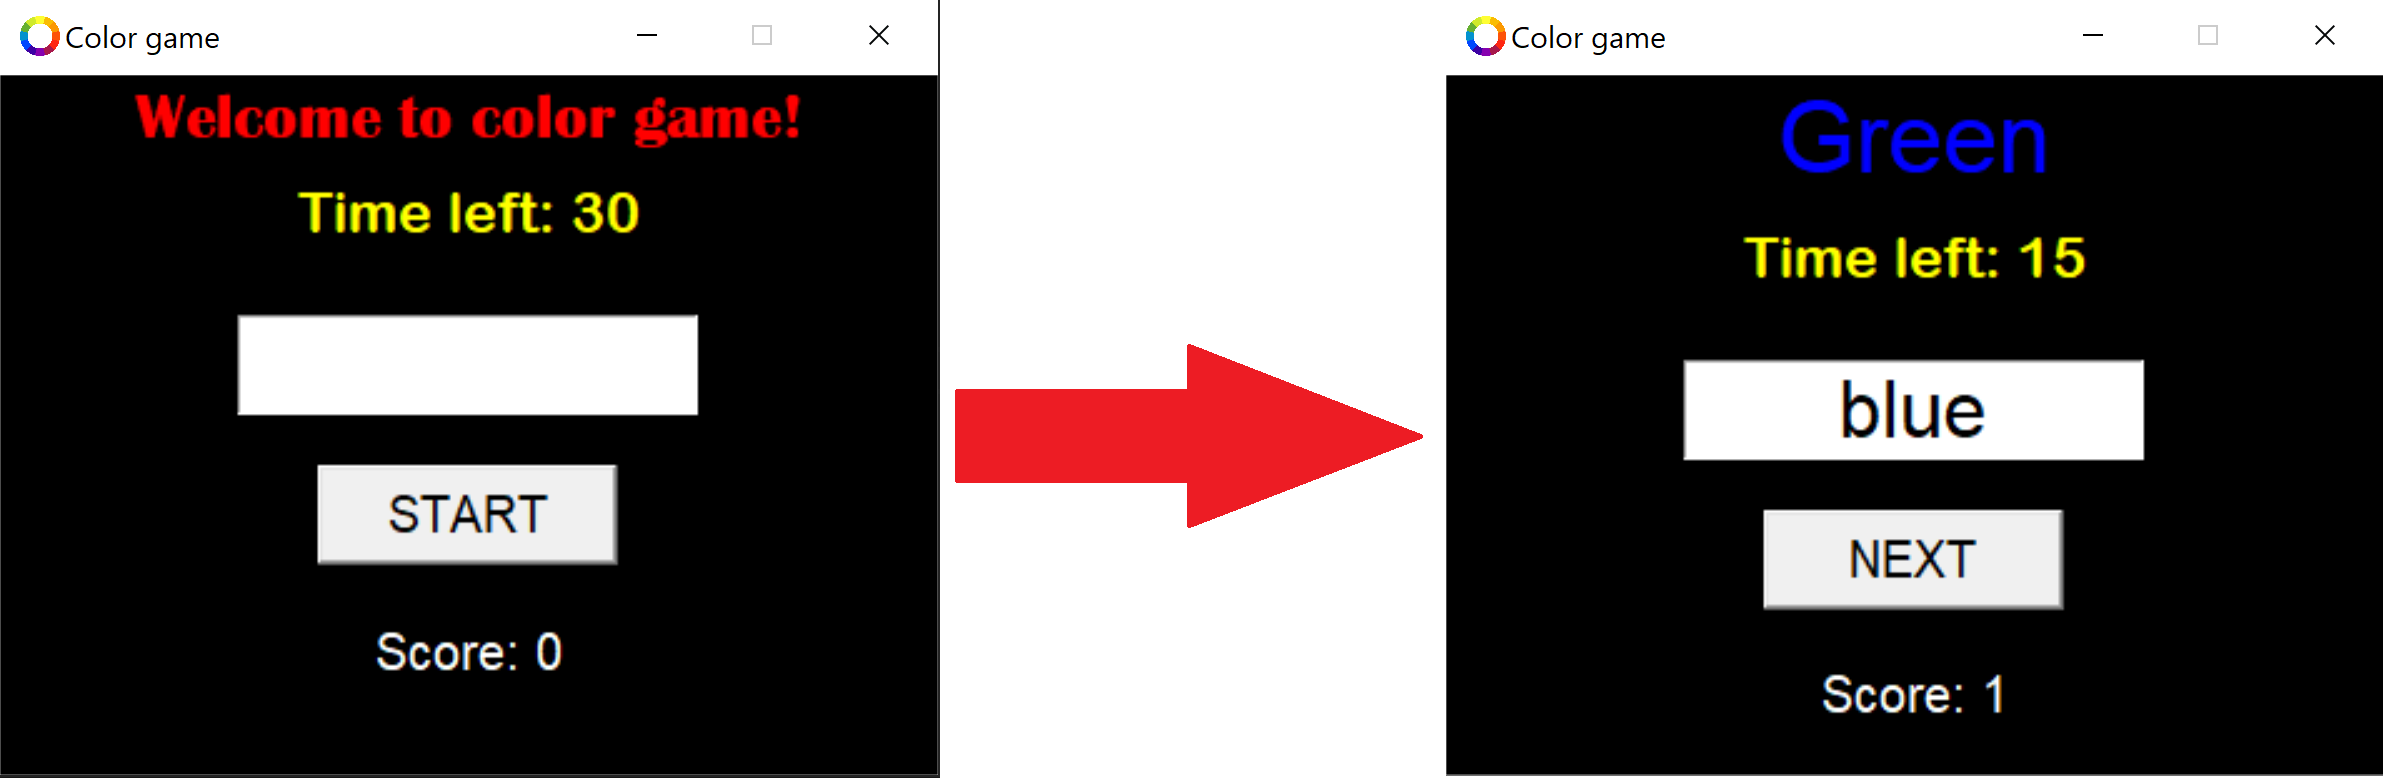 Color game
Welcome to color game!
Time left: 30
START
Score: 0
Color game
Green
Time left: 15
blue
NEXT
Score: 1